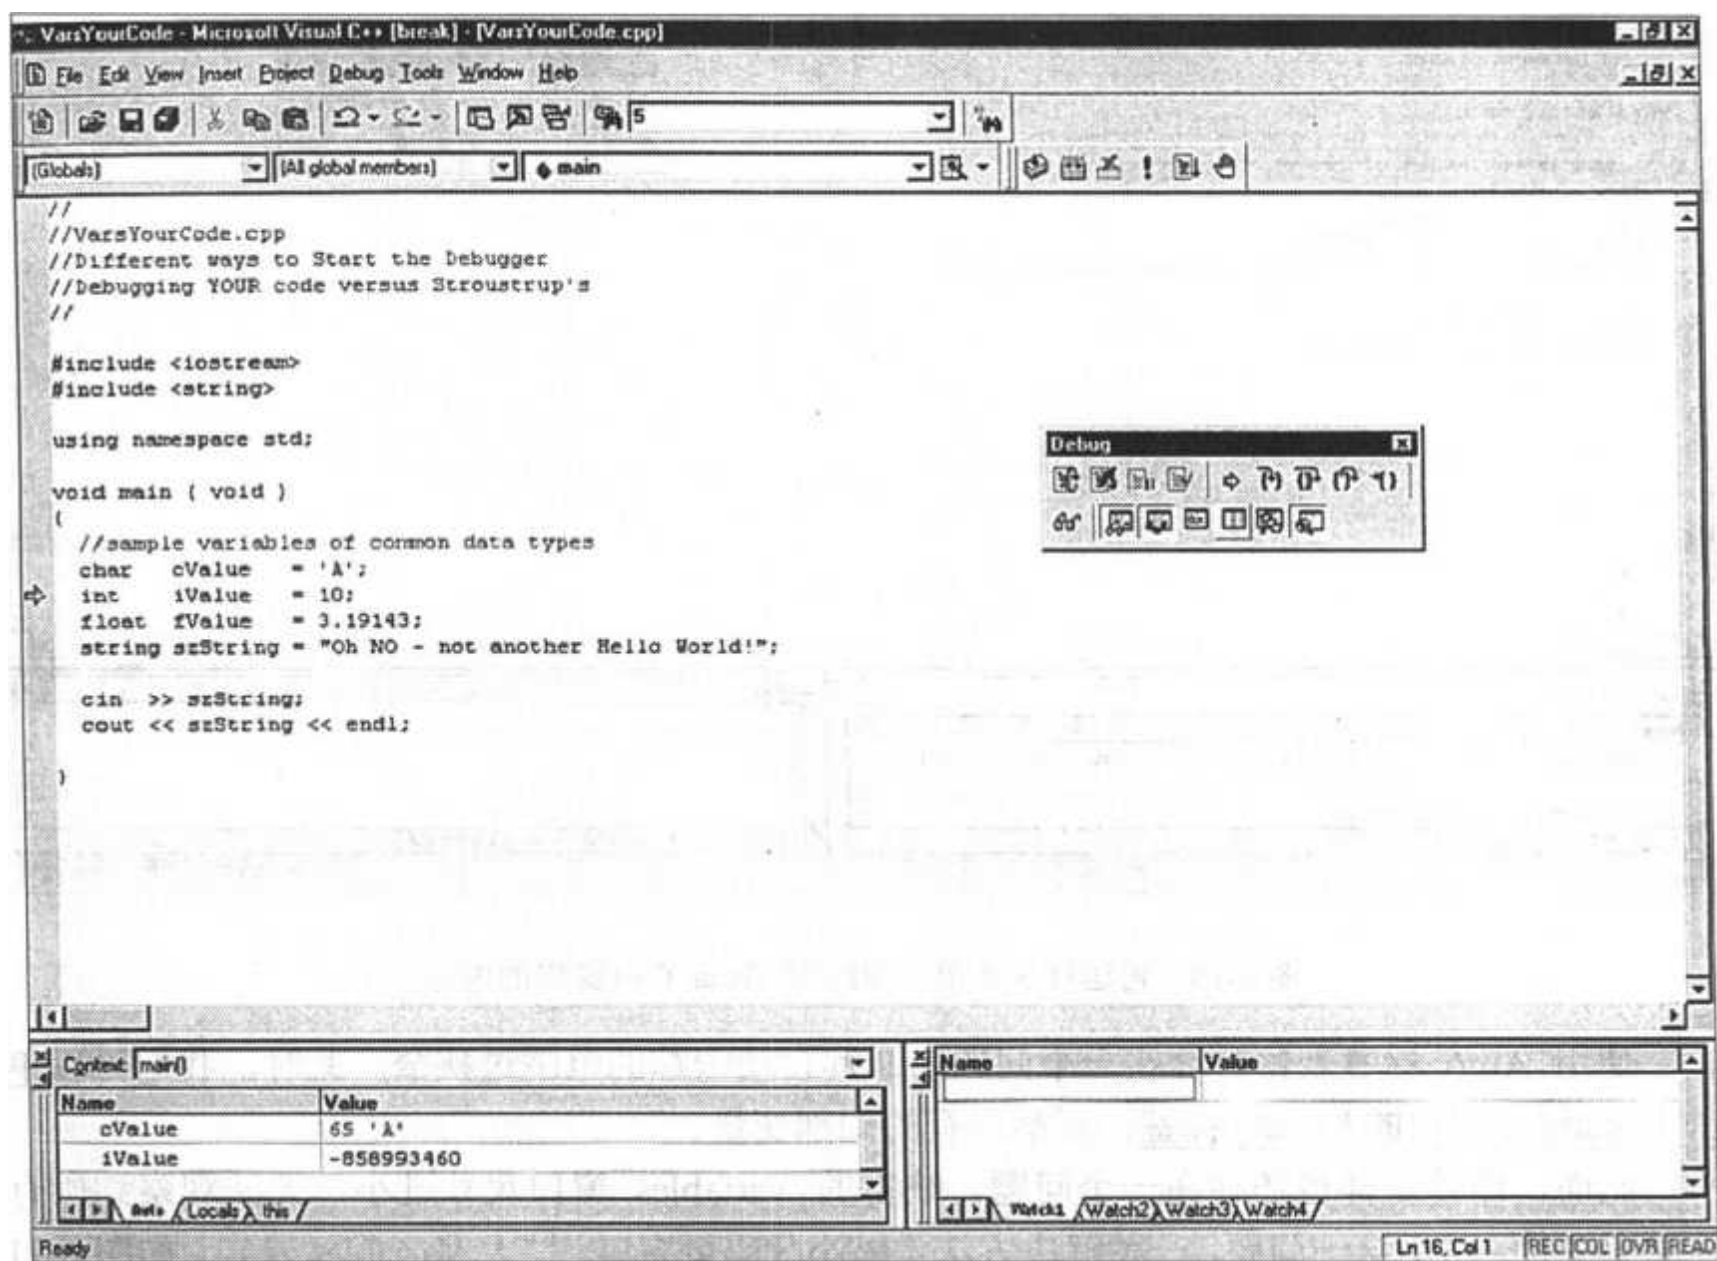 VarsYourCode - Microsoft Visual C++ [break] - [VarsYourCode.cpp]
File Edit View Insert Project Debug Tools Window Help
5
(Globals) (All global members) main
//
//VarsYourCode.cpp
//Different ways to Start the Debugger
//Debugging YOUR code versus Stroustrup's
//
#include <iostream>
#include <string>
using namespace std;
void main ( void )
{
//sample variables of common data types
char cValue = 'A';
int iValue = 10;
float fValue = 3.19143;
string szString = "Oh NO - not another Hello World!";
cin >> szString;
cout << szString << endl;
}
Debug
Context: main()
Name Value
cValue 65 'A'
iValue -858993460
Auto Locals this
Name Value
Watch1 Watch2 Watch3 Watch4
Ready
Ln 16, Col 1 REC COL OVR READ